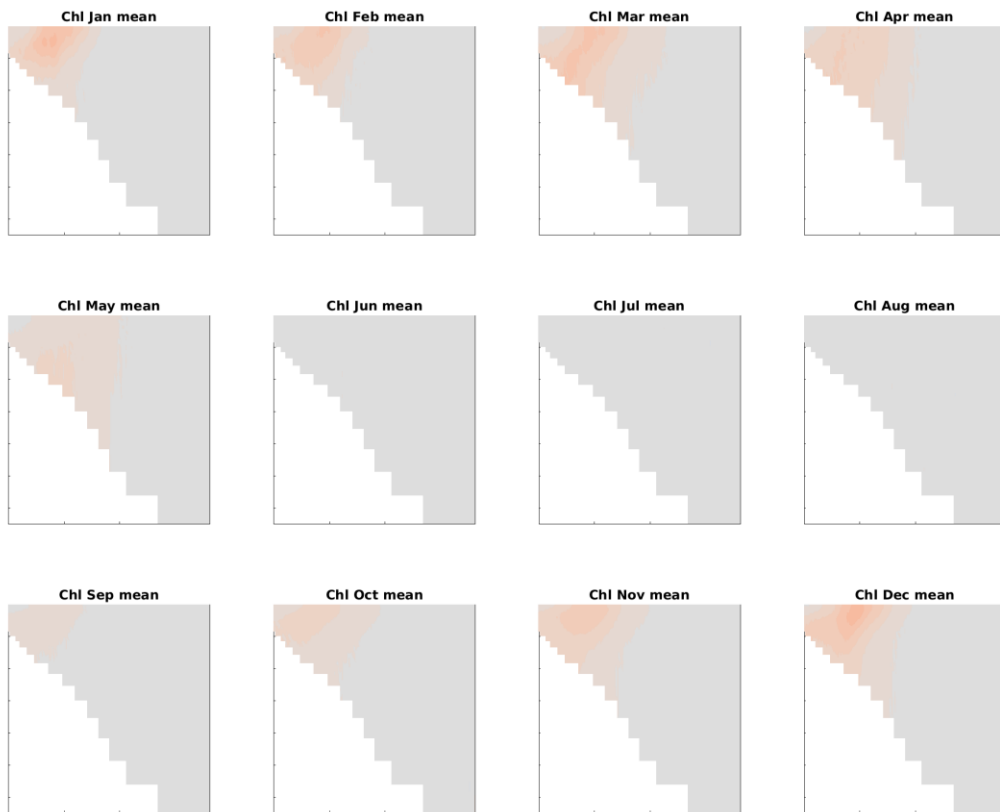 Chl Jan mean
Chl Feb mean
Chl Mar mean
Chl Apr mean
Chl May mean
Chl Jun mean
Chl Jul mean
Chl Aug mean
Chl Sep mean
Chl Oct mean
Chl Nov mean
Chl Dec mean